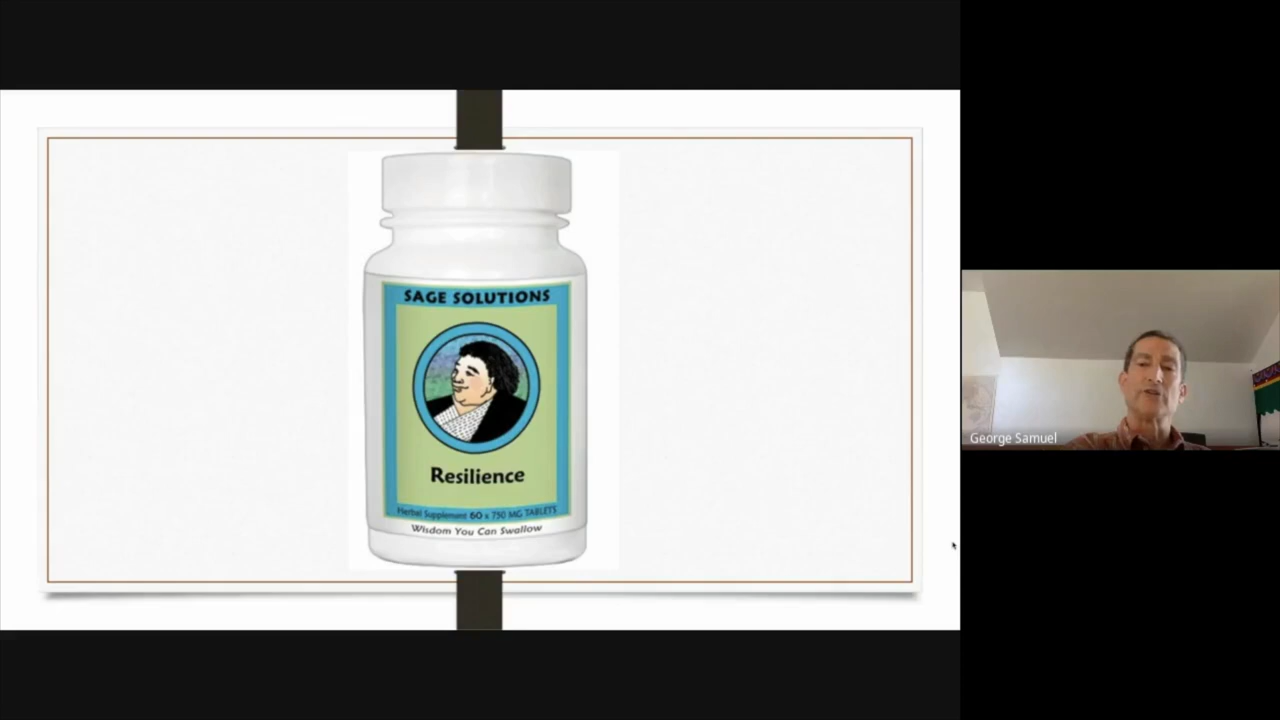 SAGE SOLUTIONS
Resilience
Herbal Supplement 60 x 750 MG TABLETS
Wisdom You Can Swallow
George Samuel